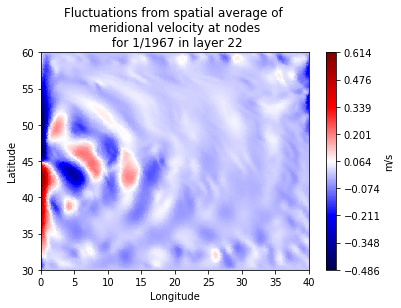 Fluctuations from spatial average of
meridional velocity at nodes
for 1/1967 in layer 22
60
55
50
45
40
35
30
Latitude
0 5 10 15 20 25 30 35 40
Longitude
0.614
0.476
0.339
0.201
0.064
−0.074
−0.211
−0.348
−0.486
m/s